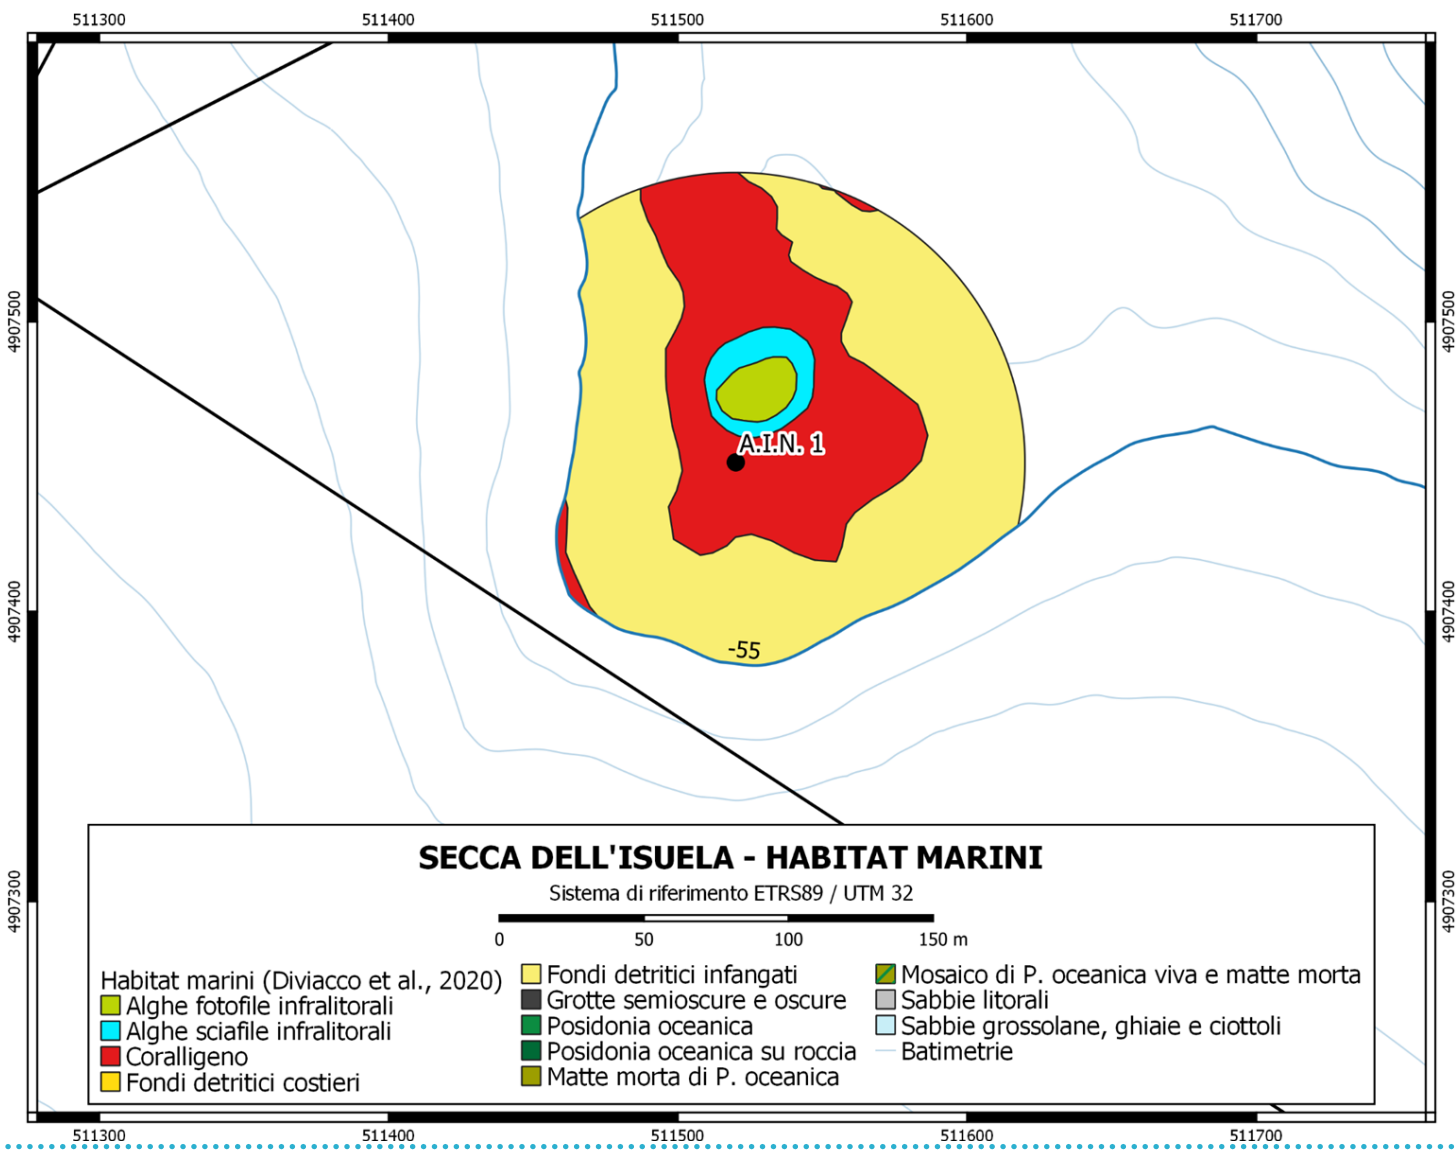 511300 511400 511500 511600 511700
4907500 4907500
A.I.N. 1
4907400 4907400
-55
4907300 4907300
SECCA DELL'ISUELA - HABITAT MARINI
Sistema di riferimento ETRS89 / UTM 32
0 50 100 150 m
Habitat marini (Diviacco et al., 2020)
Alghe fotofile infralitorali
Alghe sciafile infralitorali
Coralligeno
Fondi detritici costieri
Fondi detritici infangati
Grotte semioscure e oscure
Posidonia oceanica
Posidonia oceanica su roccia
Matte morta di P. oceanica
Mosaico di P. oceanica viva e matte morta
Sabbie litorali
Sabbie grossolane, ghiaie e ciottoli
Batimetrie
511300 511400 511500 511600 511700